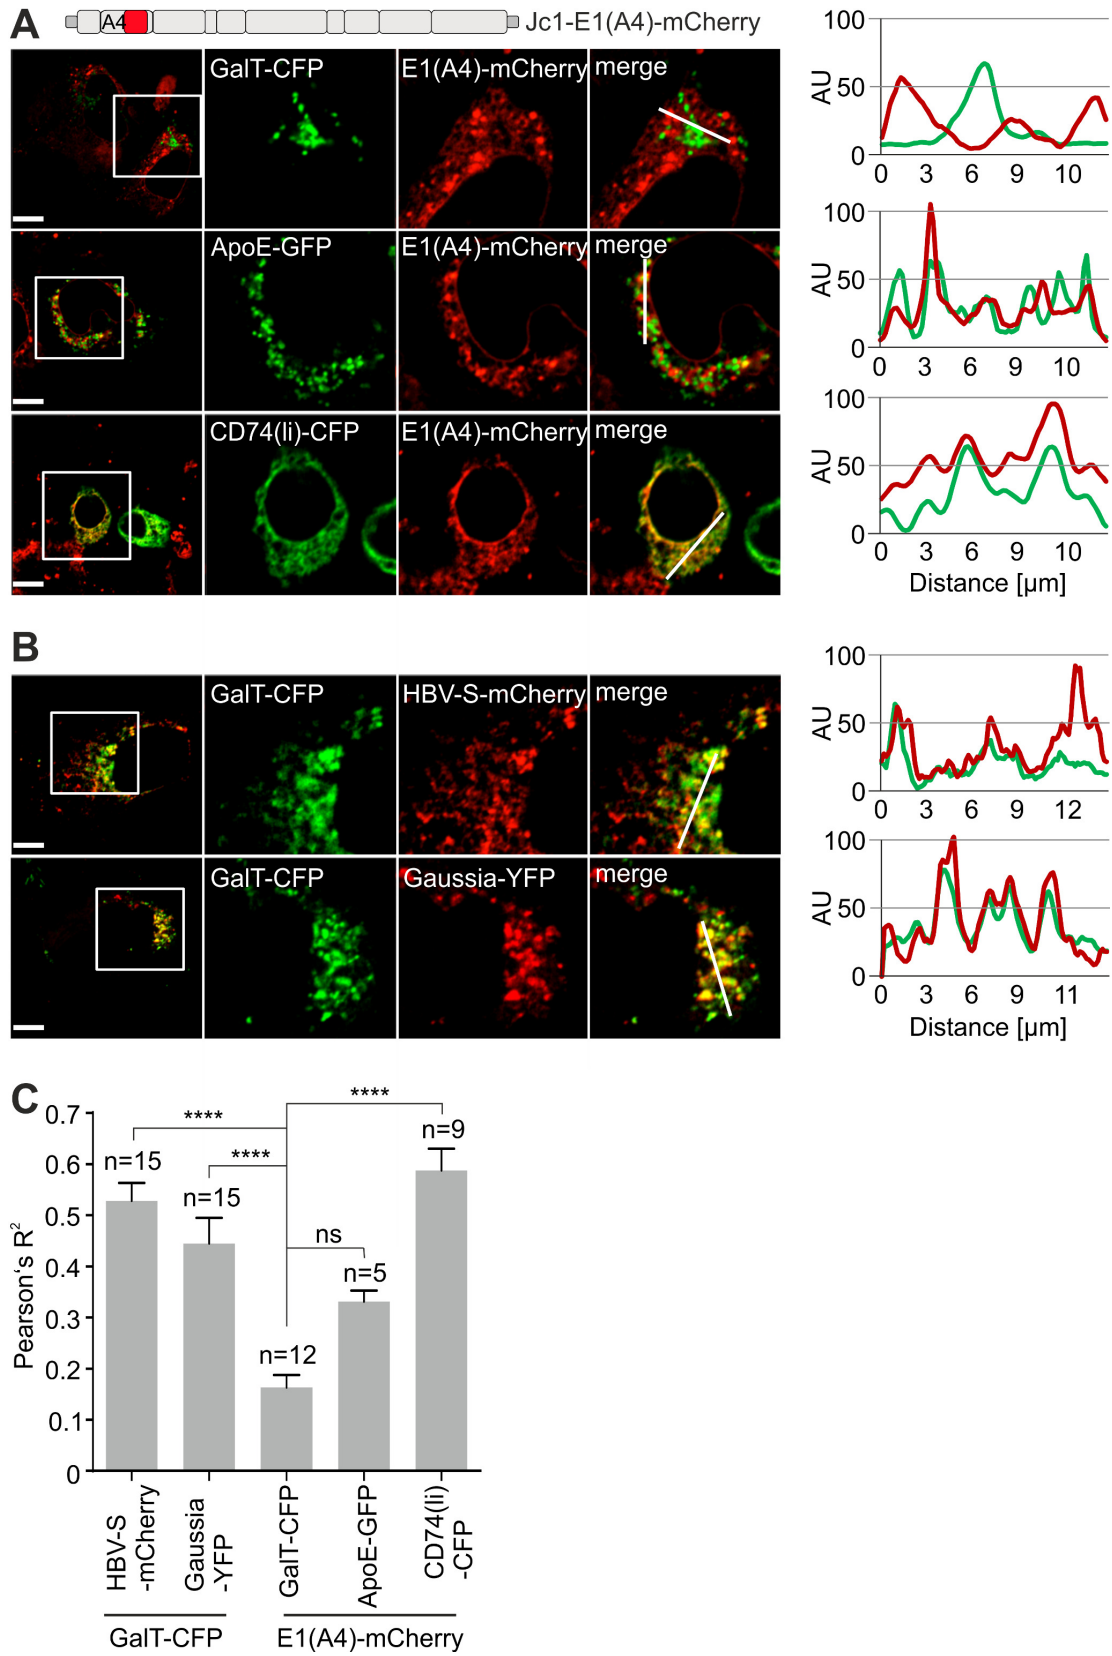 A
A4
Jc1-E1(A4)-mCherry
GalT-CFP
E1(A4)-mCherry
merge
AU
100
50
0
0 3 6 9 10
ApoE-GFP
E1(A4)-mCherry
merge
AU
100
50
0
0 3 6 9 10
CD74(Ii)-CFP
E1(A4)-mCherry
merge
AU
100
50
0
0 3 6 9 10
Distance [µm]
B
GalT-CFP
HBV-S-mCherry
merge
AU
100
50
0
0 3 6 9 12
GalT-CFP
Gaussia-YFP
merge
AU
100
50
0
0 3 6 9 11
Distance [µm]
C
Pearson‘s R²
0.7
0.6
0.5
0.4
0.3
0.2
0.1
0
****
****
****
ns
n=15
n=15
n=12
n=5
n=9
HBV-S
-mCherry
Gaussia
-YFP
GalT-CFP
ApoE-GFP
CD74(Ii)
-CFP
GalT-CFP
E1(A4)-mCherry